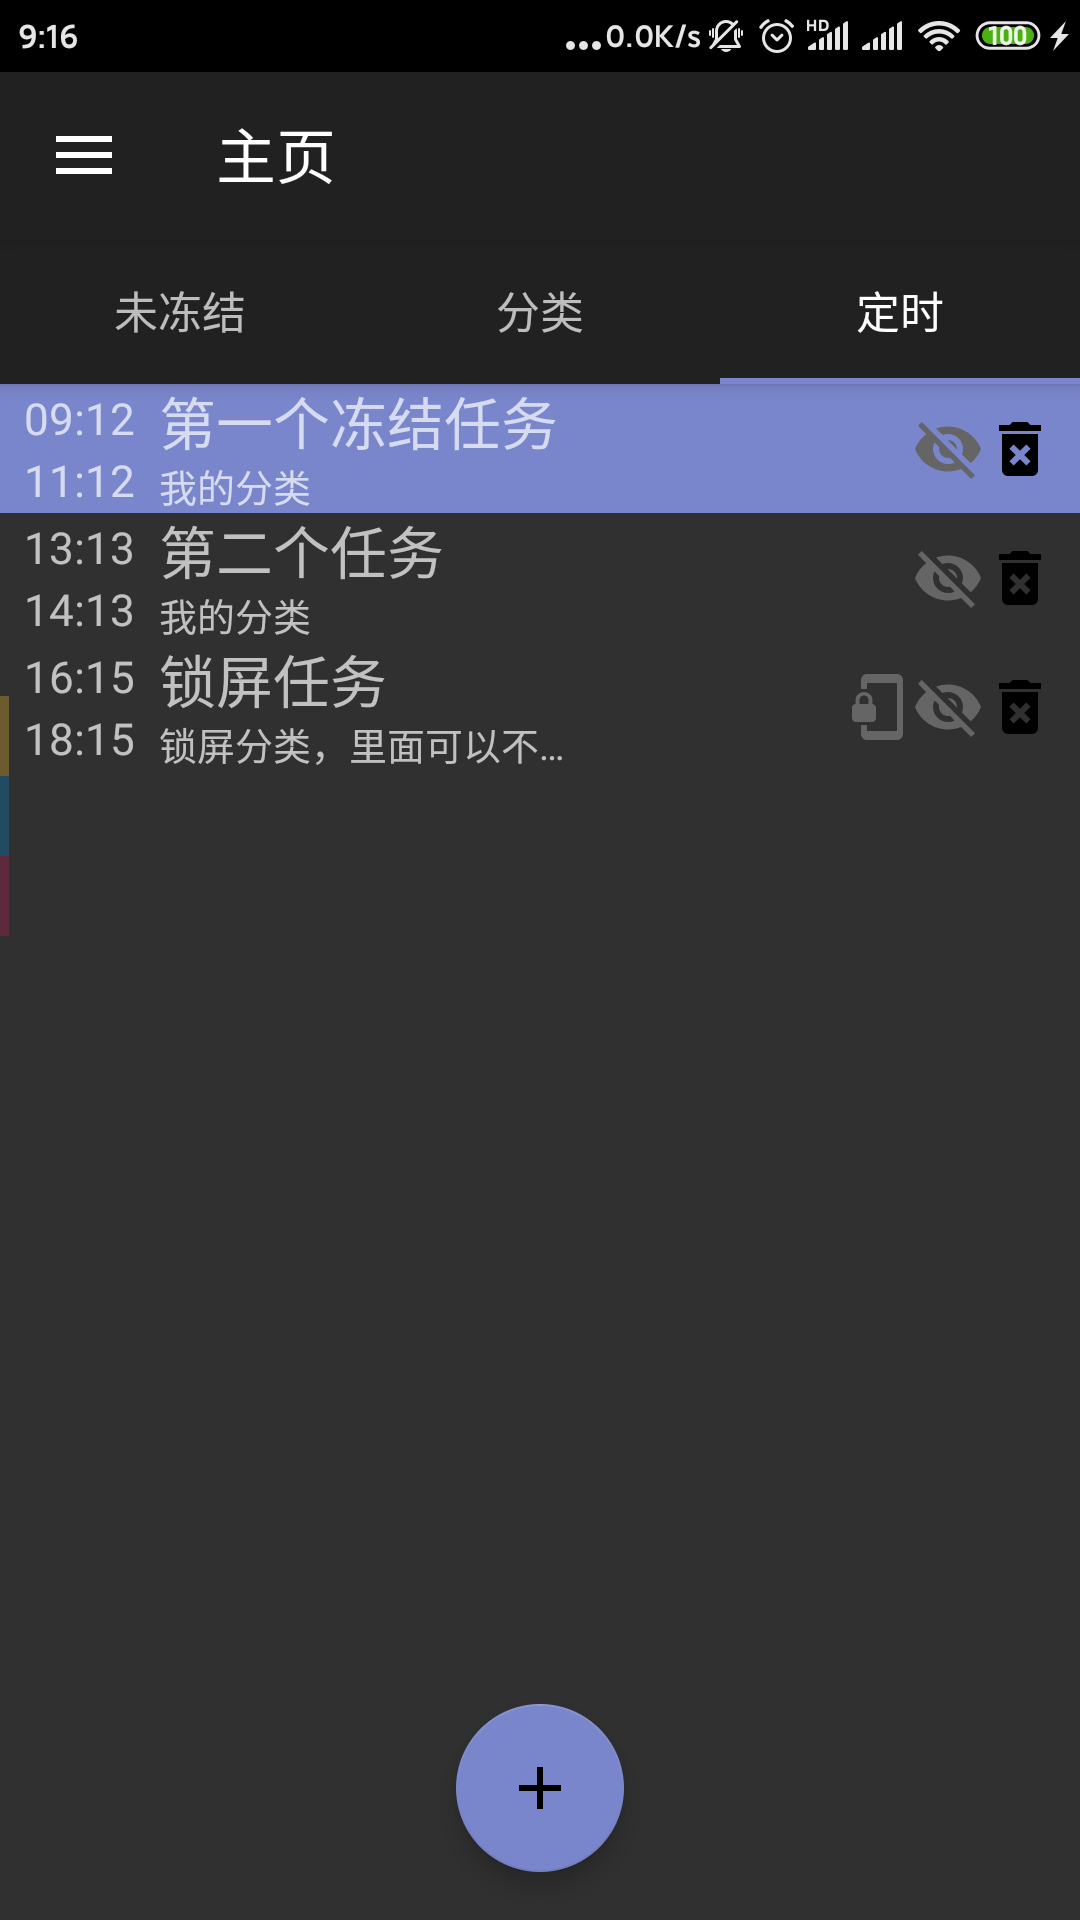 9:16
...0.0K/s HD 100
主页
未冻结 分类 定时
09:12 第一个冻结任务
11:12 我的分类
13:13 第二个任务
14:13 我的分类
16:15 锁屏任务
18:15 锁屏分类，里面可以不...